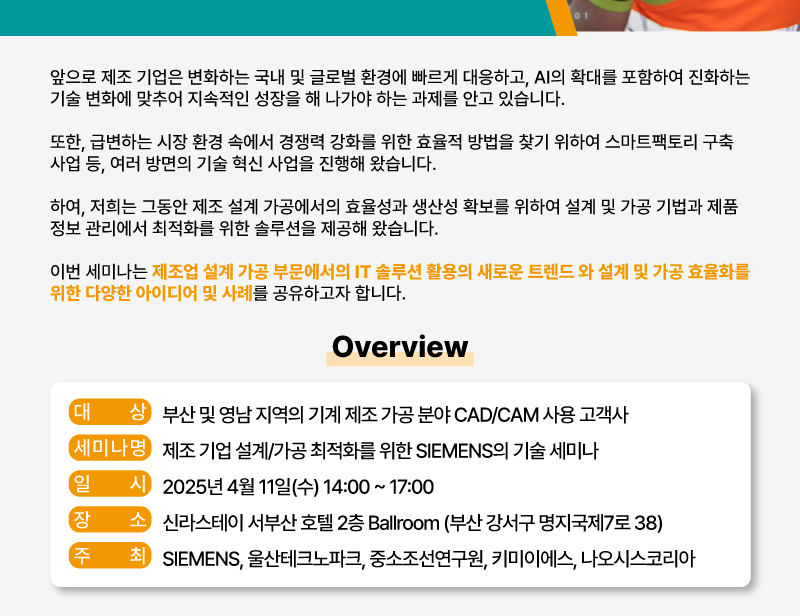 01
앞으로 제조 기업은 변화하는 국내 및 글로벌 환경에 빠르게 대응하고, AI의 확대를 포함하여 진화하는
기술 변화에 맞추어 지속적인 성장을 해 나가야 하는 과제를 안고 있습니다.
또한, 급변하는 시장 환경 속에서 경쟁력 강화를 위한 효율적 방법을 찾기 위하여 스마트팩토리 구축
사업 등, 여러 방면의 기술 혁신 사업을 진행해 왔습니다.
하여, 저희는 그동안 제조 설계 가공에서의 효율성과 생산성 확보를 위하여 설계 및 가공 기법과 제품
정보 관리에서 최적화를 위한 솔루션을 제공해 왔습니다.
이번 세미나는 제조업 설계 가공 부문에서의 IT 솔루션 활용의 새로운 트렌드 와 설계 및 가공 효율화를
위한 다양한 아이디어 및 사례를 공유하고자 합니다.
Overview
대 상 부산 및 영남 지역의 기계 제조 가공 분야 CAD/CAM 사용 고객사
세미나명 제조 기업 설계/가공 최적화를 위한 SIEMENS의 기술 세미나
일 시 2025년 4월 11일(수) 14:00 ~ 17:00
장 소 신라스테이 서부산 호텔 2층 Ballroom (부산 강서구 명지국제7로 38)
주 최 SIEMENS, 울산테크노파크, 중소조선연구원, 키미이에스, 나오시스코리아